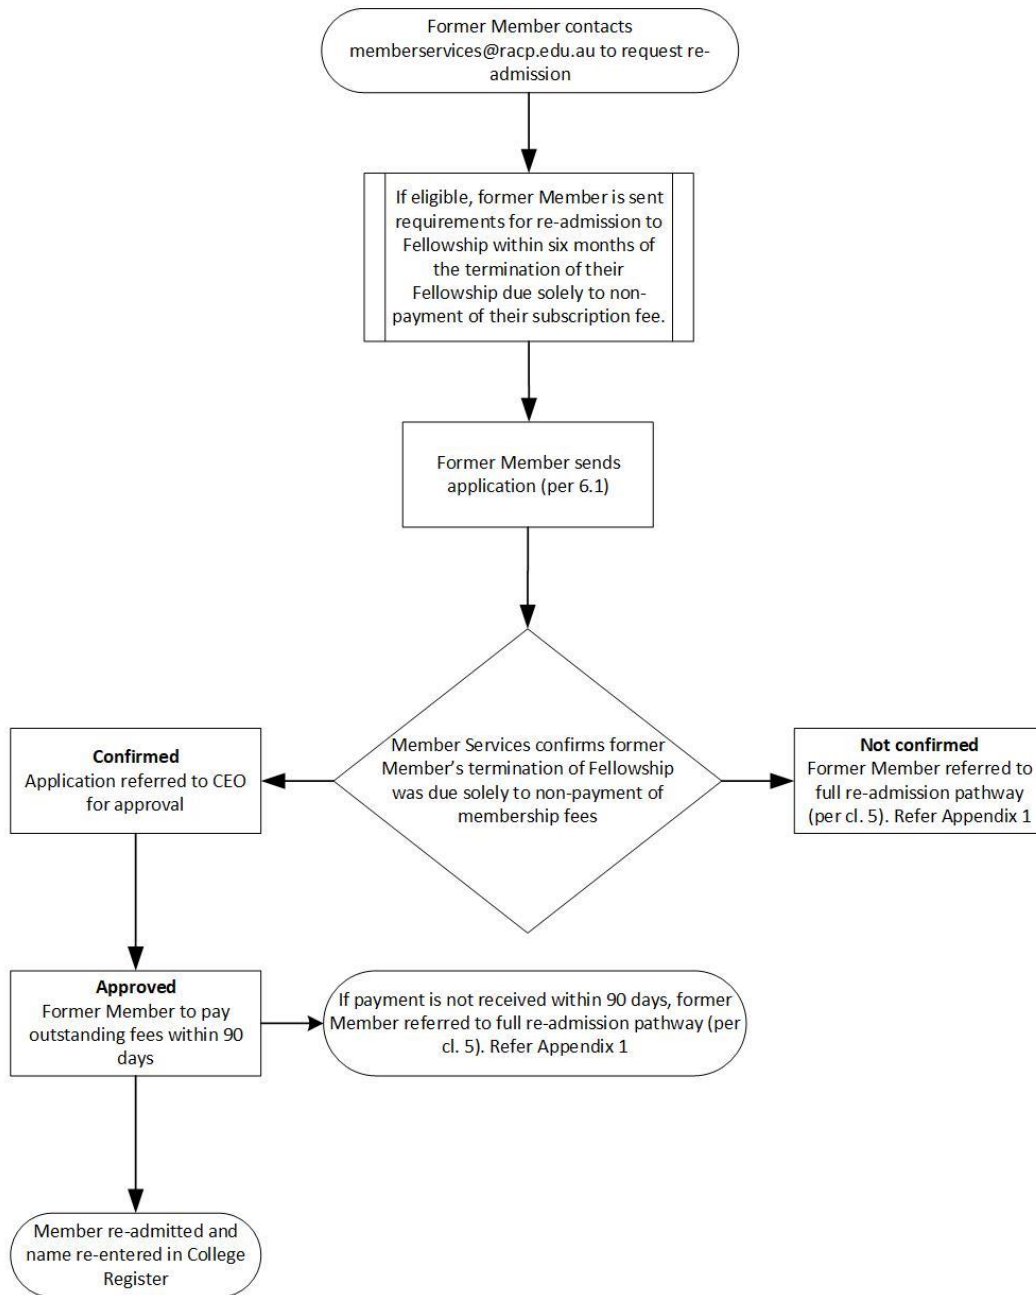 Former Member contacts
memberservices@racp.edu.au to request re-
admission
If eligible, former Member is sent
requirements for re-admission to
Fellowship within six months of
the termination of their
Fellowship due solely to non-
payment of their subscription fee.
Former Member sends
application (per 6.1)
Member Services confirms former
Member’s termination of Fellowship
was due solely to non-payment of
membership fees
Confirmed
Application referred to CEO
for approval
Not confirmed
Former Member referred to
full re-admission pathway
(per cl. 5). Refer Appendix 1
Approved
Former Member to pay
outstanding fees within 90
days
If payment is not received within 90 days, former
Member referred to full re-admission pathway (per
cl. 5). Refer Appendix 1
Member re-admitted and
name re-entered in College
Register